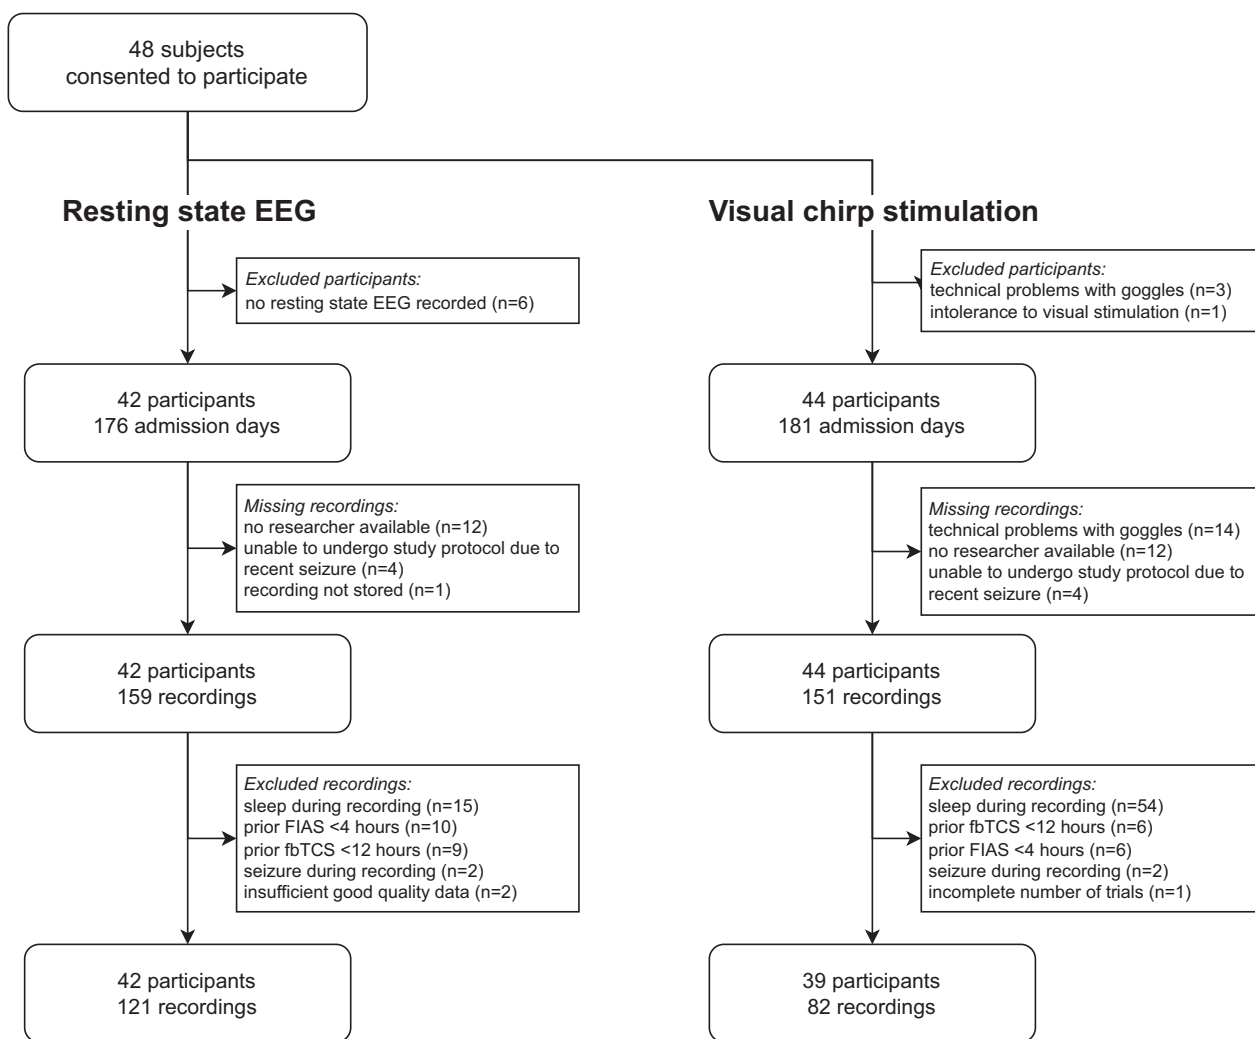 48 subjects
consented to participate
Resting state EEG
Excluded participants:
no resting state EEG recorded (n=6)
42 participants
176 admission days
Missing recordings:
no researcher available (n=12)
unable to undergo study protocol due to
recent seizure (n=4)
recording not stored (n=1)
42 participants
159 recordings
Excluded recordings:
sleep during recording (n=15)
prior FIAS <4 hours (n=10)
prior fbTCS <12 hours (n=9)
seizure during recording (n=2)
insufficient good quality data (n=2)
42 participants
121 recordings
Visual chirp stimulation
Excluded participants:
technical problems with goggles (n=3)
intolerance to visual stimulation (n=1)
44 participants
181 admission days
Missing recordings:
technical problems with goggles (n=14)
no researcher available (n=12)
unable to undergo study protocol due to
recent seizure (n=4)
44 participants
151 recordings
Excluded recordings:
sleep during recording (n=54)
prior fbTCS <12 hours (n=6)
prior FIAS <4 hours (n=6)
seizure during recording (n=2)
incomplete number of trials (n=1)
39 participants
82 recordings